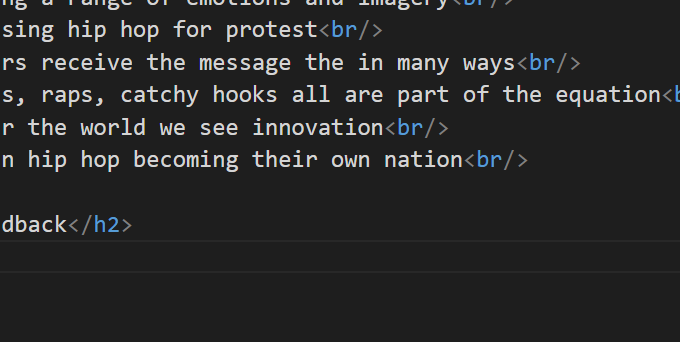 ng a range of emotions and imagery<br/>
sing hip hop for protest<br/>
rs receive the message the in many ways<br/>
s, raps, catchy hooks all are part of the equation<b
r the world we see innovation<br/>
n hip hop becoming their own nation<br/>
dback</h2>